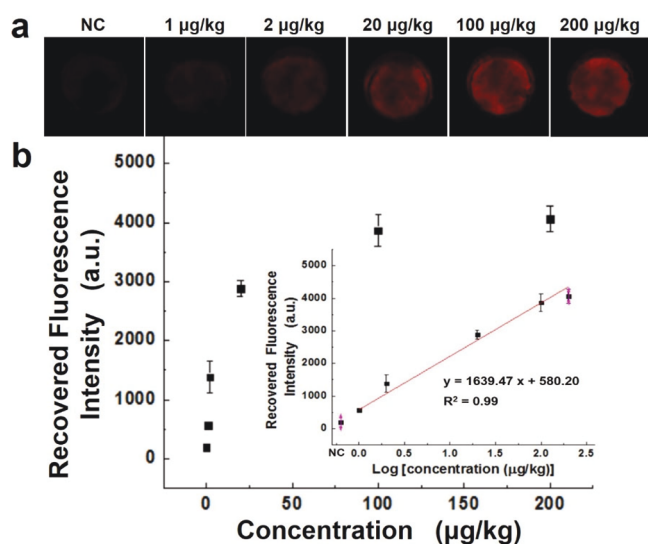 a
NC 1 µg/kg 2 µg/kg 20 µg/kg 100 µg/kg 200 µg/kg
b
Recovered Fluorescence
Intensity (a.u.)
5000
4000
3000
2000
1000
0
0 50 100 150 200
Concentration (µg/kg)
Recovered Fluorescence
Intensity (a.u.)
5000
4000
3000
2000
1000
0
y = 1639.47 x + 580.20
R² = 0.99
NC 0.0 0.5 1.0 1.5 2.0 2.5
Log [concentration (µg/kg)]